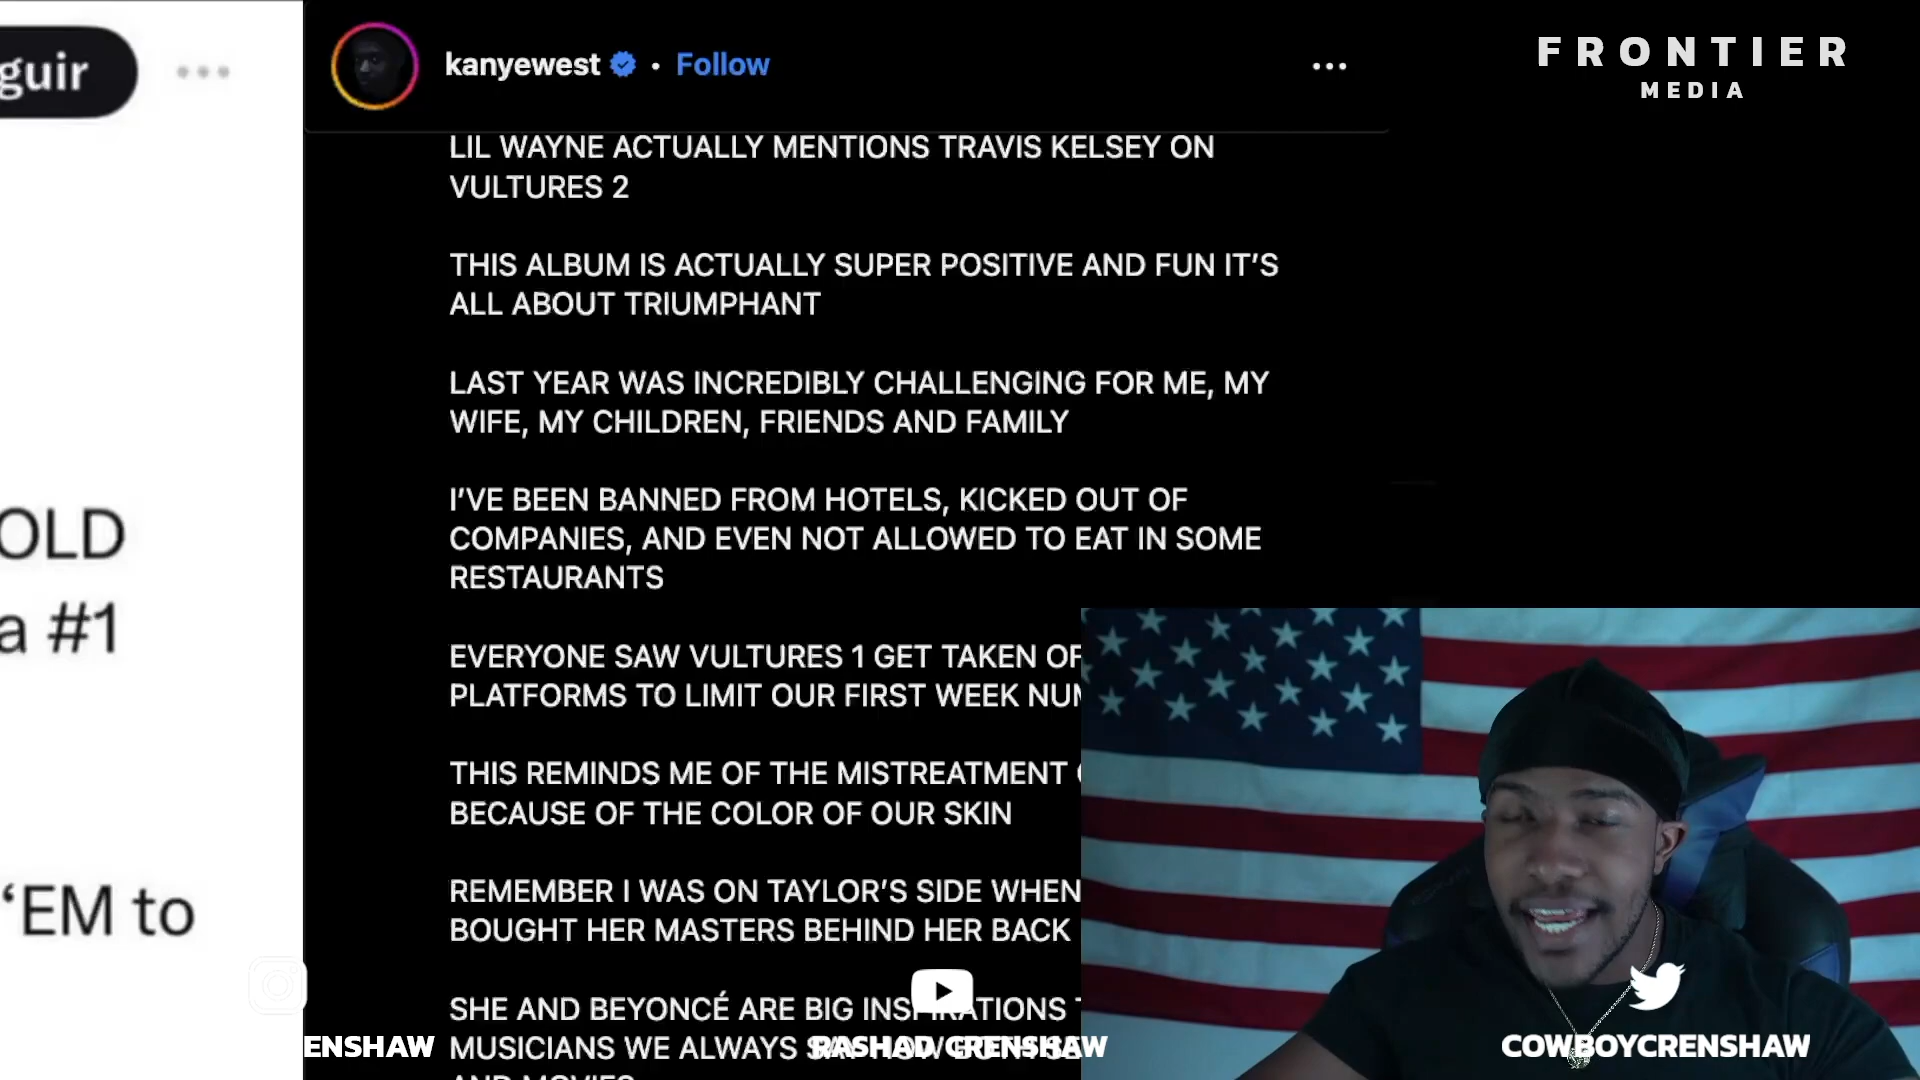 guir
OLD
a #1
‘EM to
kanyewest • Follow
LIL WAYNE ACTUALLY MENTIONS TRAVIS KELSEY ON
VULTURES 2
THIS ALBUM IS ACTUALLY SUPER POSITIVE AND FUN IT’S
ALL ABOUT TRIUMPHANT
LAST YEAR WAS INCREDIBLY CHALLENGING FOR ME, MY
WIFE, MY CHILDREN, FRIENDS AND FAMILY
I’VE BEEN BANNED FROM HOTELS, KICKED OUT OF
COMPANIES, AND EVEN NOT ALLOWED TO EAT IN SOME
RESTAURANTS
EVERYONE SAW VULTURES 1 GET TAKEN OF
PLATFORMS TO LIMIT OUR FIRST WEEK NUM
THIS REMINDS ME OF THE MISTREATMENT
BECAUSE OF THE COLOR OF OUR SKIN
REMEMBER I WAS ON TAYLOR’S SIDE WHEN
BOUGHT HER MASTERS BEHIND HER BACK
SHE AND BEYONCÉ ARE BIG INSPIRATIONS
MUSICIANS WE ALWAYS
FRONTIER
MEDIA
ENSHAW
RASHAD CRENSHAW
COWBOYCRENSHAW